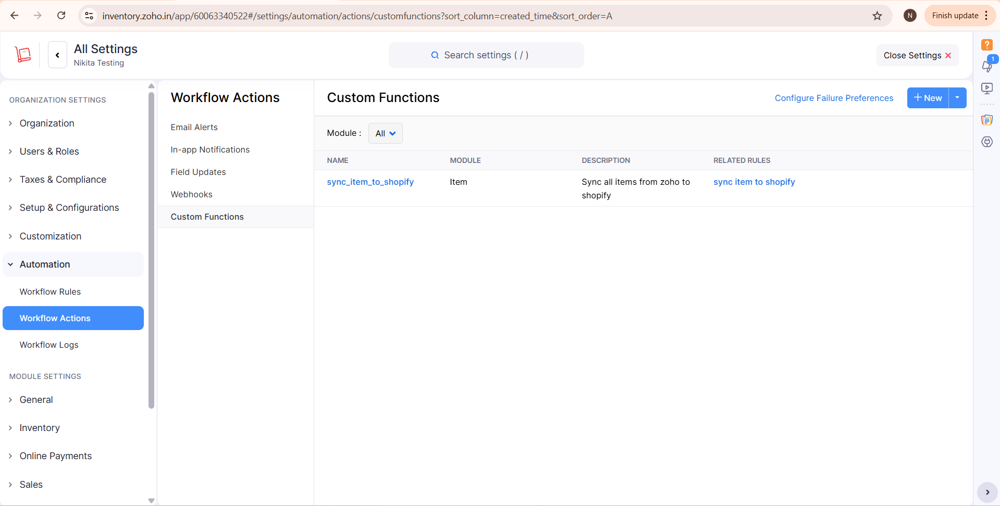 inventory.zoho.in/app/60063340522#/settings/automation/actions/customfunctions?sort_column=created_time&sort_order=A
N
Finish update
All Settings
Nikita Testing
Search settings ( / )
Close Settings
?
1
ORGANIZATION SETTINGS
Organization
Users & Roles
Taxes & Compliance
Setup & Configurations
Customization
Automation
Workflow Rules
Workflow Actions
Workflow Logs
MODULE SETTINGS
General
Inventory
Online Payments
Sales
Workflow Actions
Email Alerts
In-app Notifications
Field Updates
Webhooks
Custom Functions
Custom Functions
Configure Failure Preferences
+ New
Module : All
NAME MODULE DESCRIPTION RELATED RULES
sync_item_to_shopify Item Sync all items from zoho to sync item to shopify
shopify